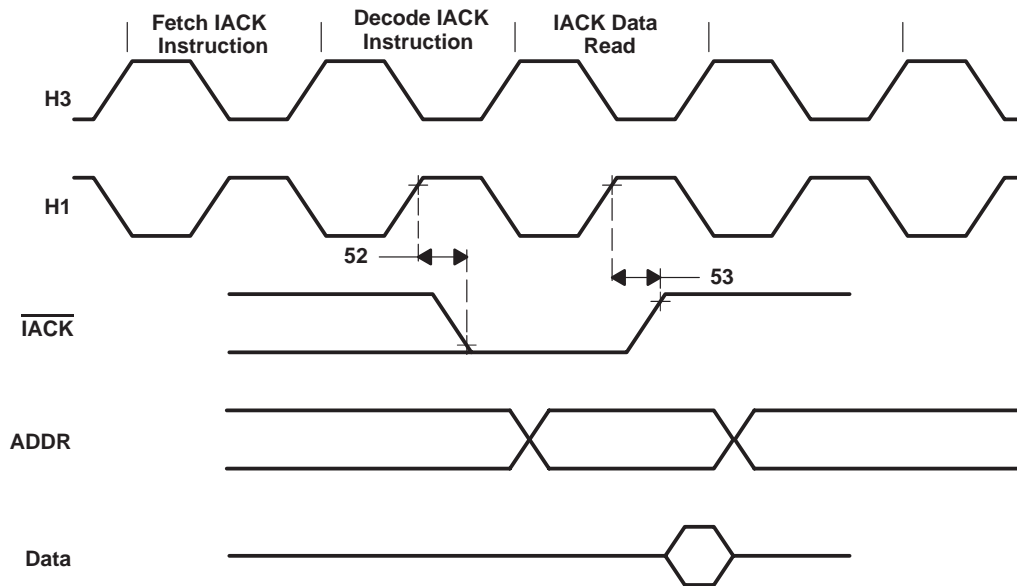 Fetch IACK
Instruction
Decode IACK
Instruction
IACK Data
Read
H3
H1
52
53
IACK
ADDR
Data